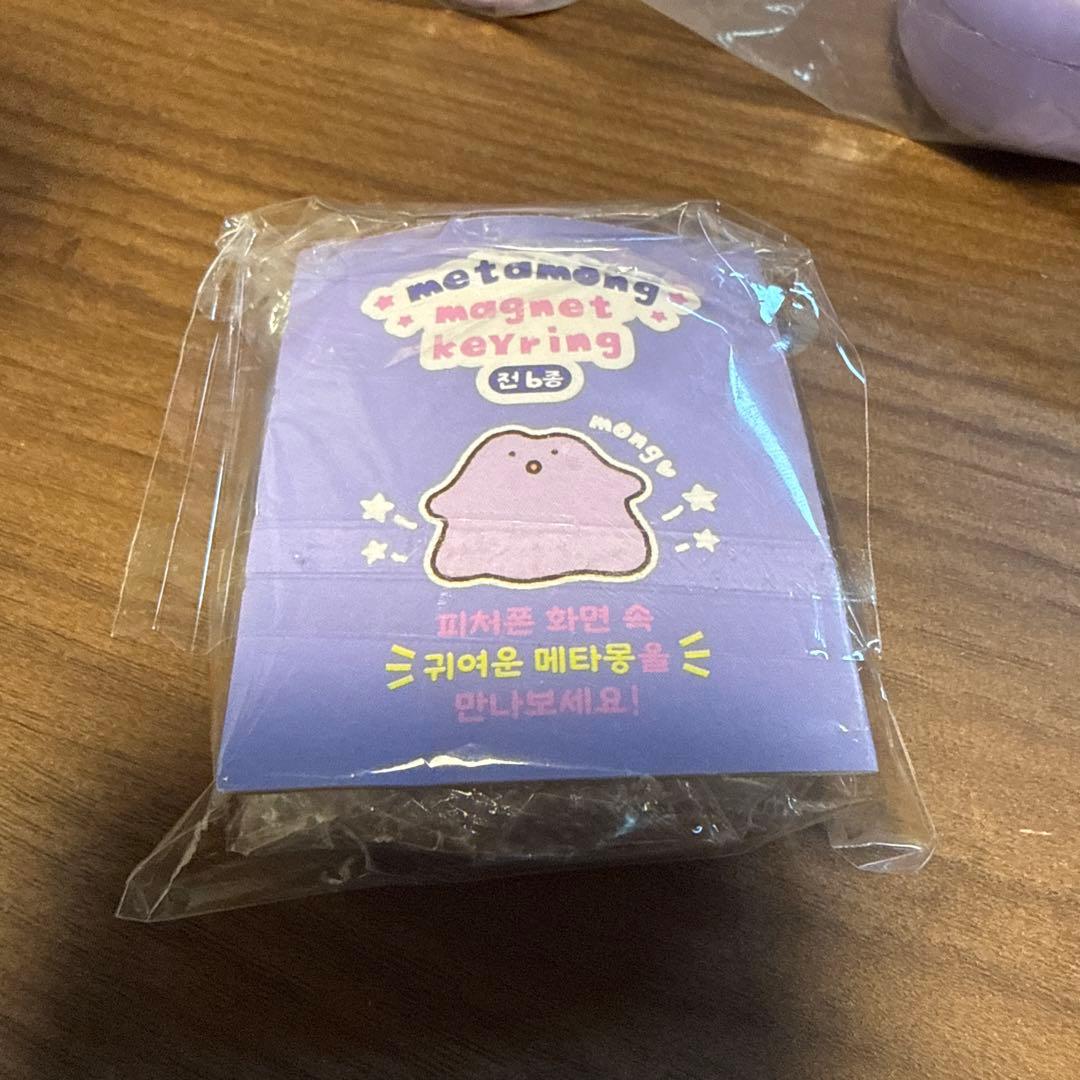 metamong
magnet
keyring
전 6종
mong
피처폰 화면 속
귀여운 메타몽을
만나보세요!